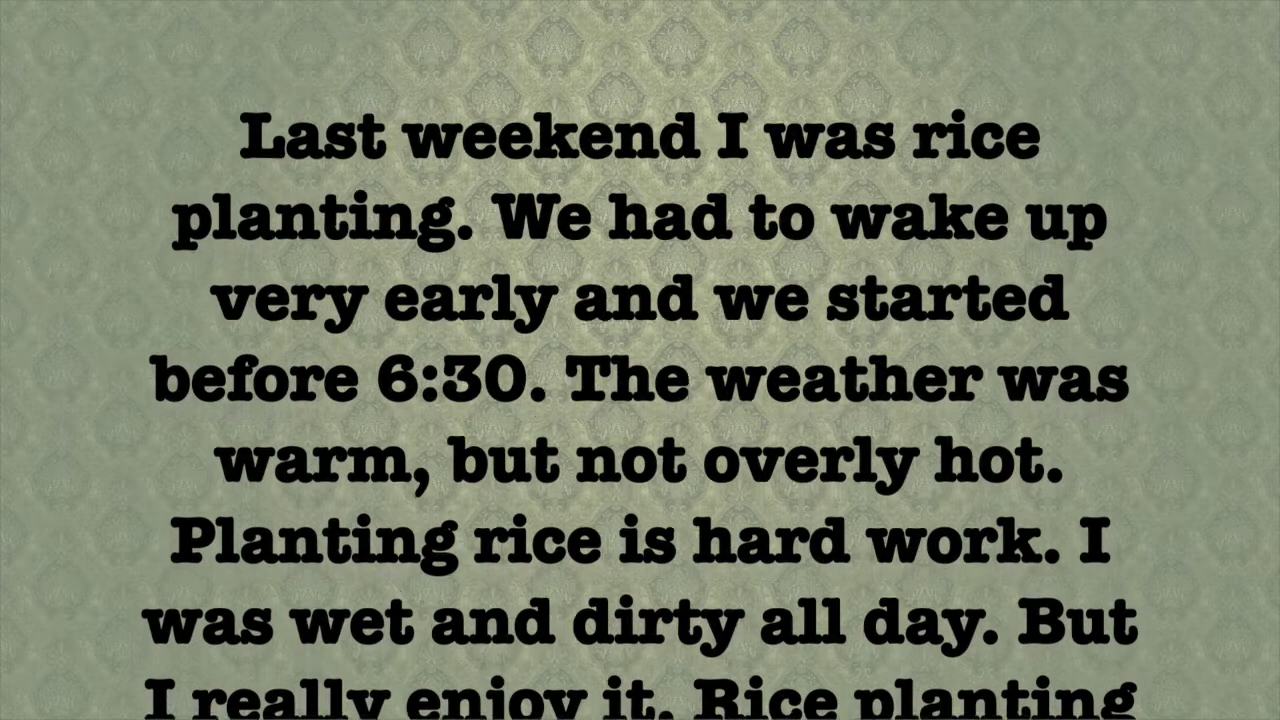 Last weekend I was rice
planting. We had to wake up
very early and we started
before 6:30. The weather was
warm, but not overly hot.
Planting rice is hard work. I
was wet and dirty all day. But
I really enjoy it. Rice planting